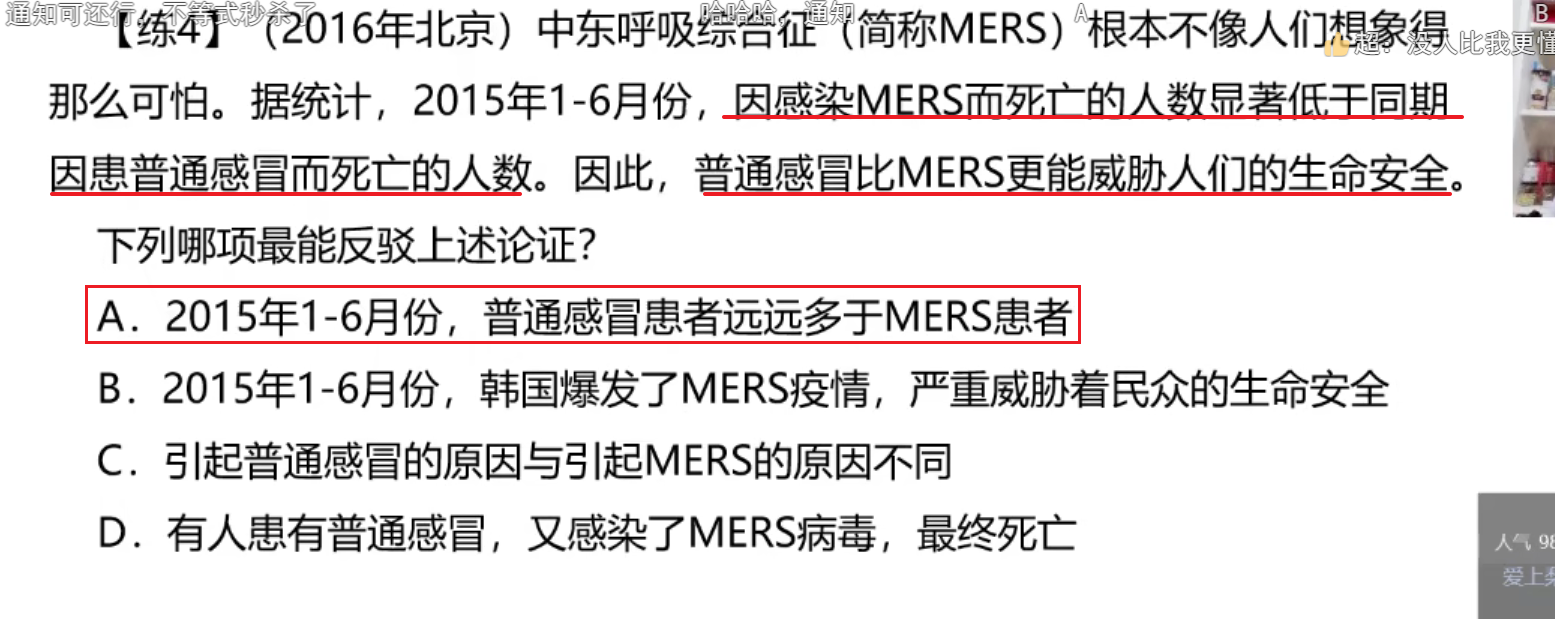 通知可还行，不等式秒杀了
哈哈哈，通知
A
B
【练4】（2016年北京）中东呼吸综合征（简称MERS）根本不像人们想象得
超：没人比我更懂
那么可怕。据统计，2015年1-6月份，因感染MERS而死亡的人数显著低于同期
因患普通感冒而死亡的人数。因此，普通感冒比MERS更能威胁人们的生命安全。
下列哪项最能反驳上述论证？
A．2015年1-6月份，普通感冒患者远远多于MERS患者
B．2015年1-6月份，韩国爆发了MERS疫情，严重威胁着民众的生命安全
C．引起普通感冒的原因与引起MERS的原因不同
D．有人患有普通感冒，又感染了MERS病毒，最终死亡
人气 98
爱上